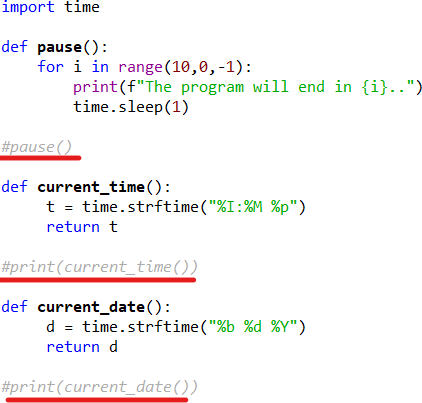 import time
def pause():
    for i in range(10,0,-1):
        print(f"The program will end in {i}..")
        time.sleep(1)
#pause()
def current_time():
     t = time.strftime("%I:%M %p")
     return t
#print(current_time())
def current_date():
     d = time.strftime("%b %d %Y")
     return d
#print(current_date())